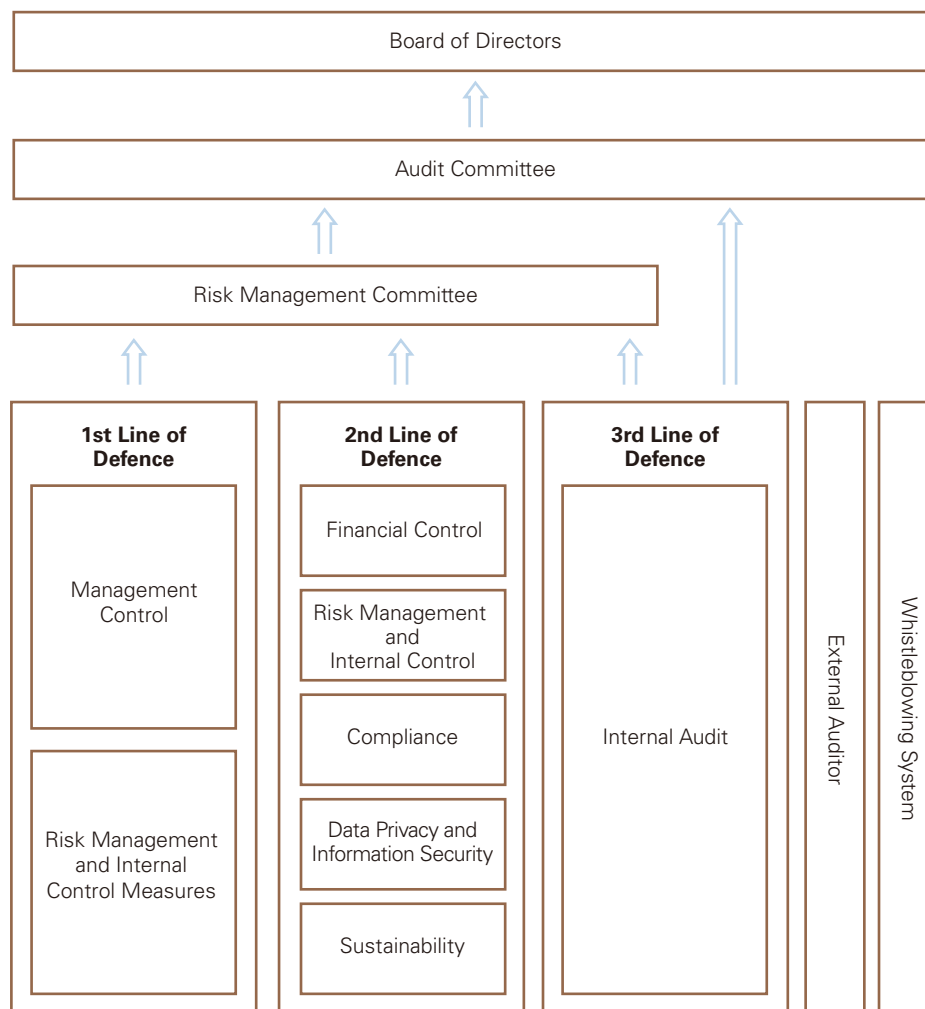 Board of Directors
Audit Committee
Risk Management Committee
1st Line of
Defence
Management
Control
Risk Management
and Internal
Control Measures
2nd Line of
Defence
Financial Control
Risk Management
and
Internal Control
Compliance
Data Privacy and
Information Security
Sustainability
3rd Line of
Defence
Internal Audit
External Auditor
Whistleblowing System